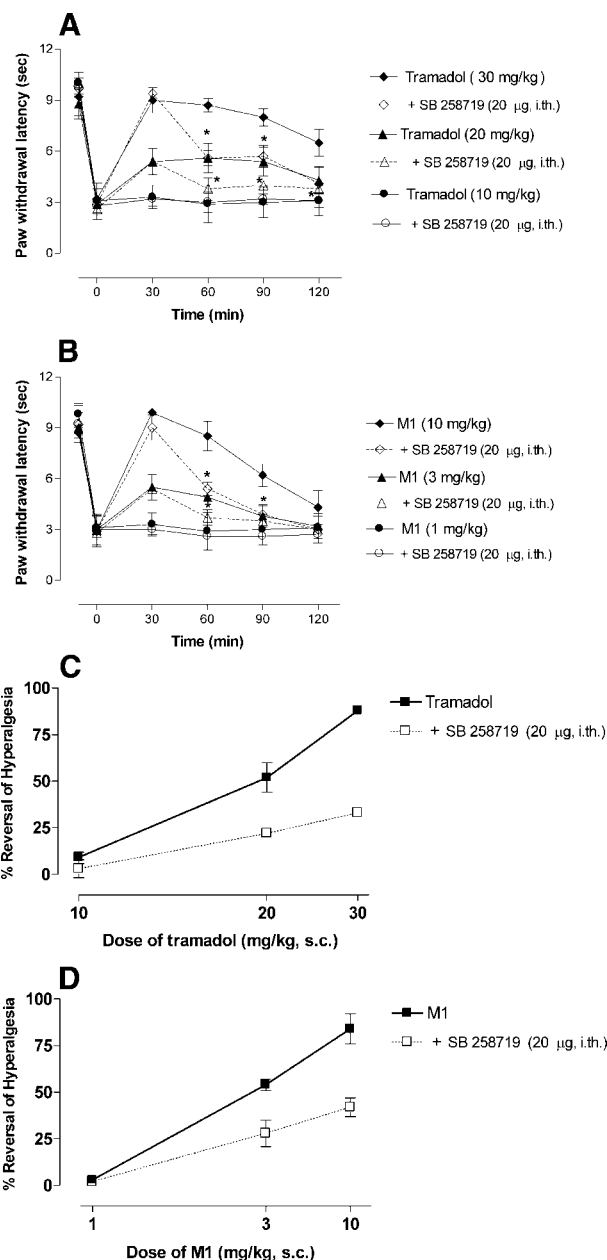 A
Paw withdrawal latency (sec)
12
9
6
3
0
0 30 60 90 120
Time (min)
Tramadol ( 30 mg/kg )
+ SB 258719 (20 μg, i.th.)
Tramadol (20 mg/kg)
+ SB 258719 (20 μg, i.th.)
Tramadol (10 mg/kg)
+ SB 258719 (20 μg, i.th.)
* * * * *
B
Paw withdrawal latency (sec)
12
9
6
3
0
0 30 60 90 120
Time (min)
M1 (10 mg/kg)
+ SB 258719 (20 μg, i.th.)
M1 (3 mg/kg)
+ SB 258719 (20 μg, i.th.)
M1 (1 mg/kg)
+ SB 258719 (20 μg, i.th.)
* * *
C
% Reversal of Hyperalgesia
100
75
50
25
0
10 20 30
Dose of tramadol (mg/kg, s.c.)
Tramadol
+ SB 258719 (20 μg, i.th.)
D
% Reversal of Hyperalgesia
100
75
50
25
0
1 3 10
Dose of M1 (mg/kg, s.c.)
M1
+ SB 258719 (20 μg, i.th.)